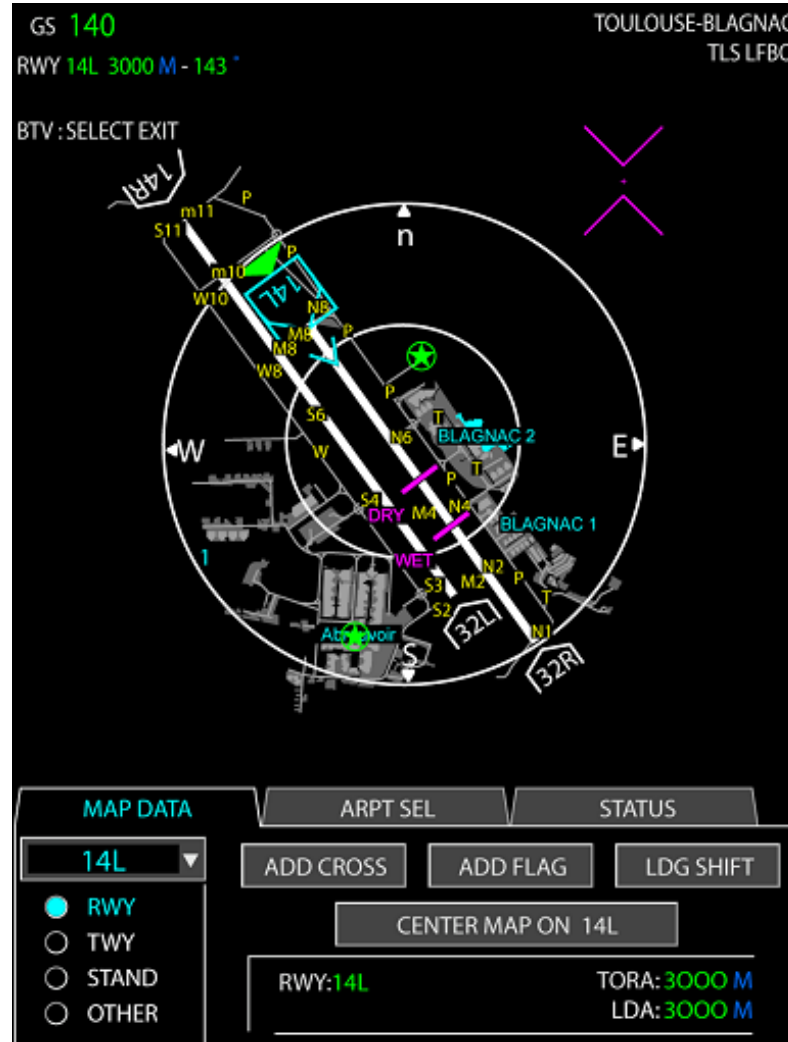 GS 140
TOULOUSE-BLAGNAC
RWY 14L 3000 M - 143 °
TLS LFBO
BTV : SELECT EXIT
14R
m11
P
S11
n
P
m10
14L
W10
N8
M8
P
M8
W8
P
S6
T
N6
BLAGNAC 2
W
W
E
P
T
S4
DRY
M4
N4
BLAGNAC 1
1
WET
N2
S3
M2
P
S2
T
32L
N1
S
32R
MAP DATA
ARPT SEL
STATUS
14L
ADD CROSS
ADD FLAG
LDG SHIFT
RWY
CENTER MAP ON 14L
TWY
STAND
RWY:14L
TORA: 3000 M
OTHER
LDA: 3000 M